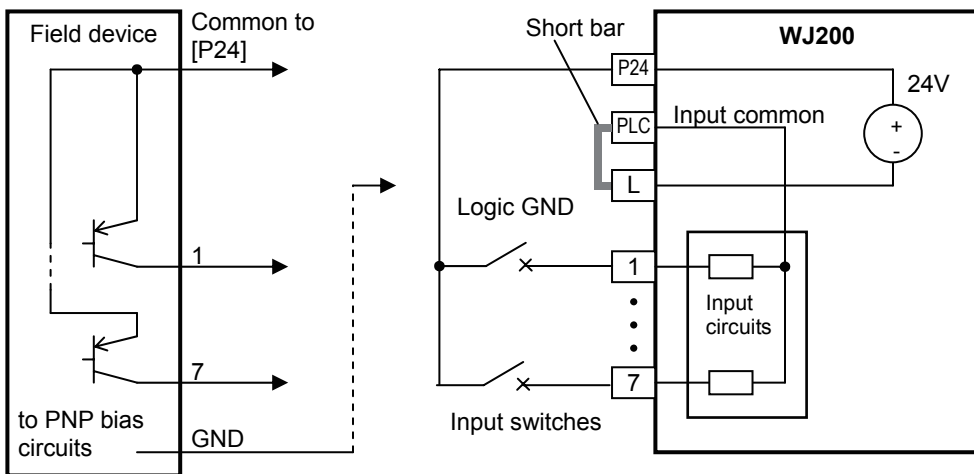 Field device
Common to
[P24]
1
7
to PNP bias
circuits
GND
Short bar
WJ200
P24
24V
PLC
Input common
+
-
L
Logic GND
1
Input
circuits
7
Input switches